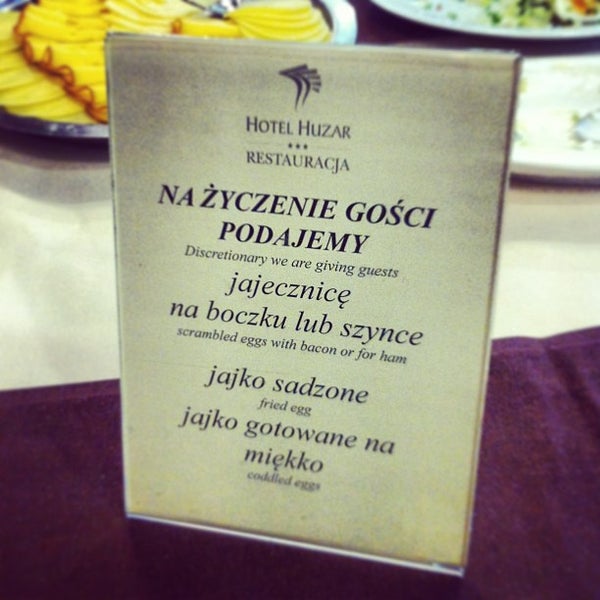 HOTEL HUZAR
***
RESTAURACJA
NA ŻYCZENIE GOŚCI
PODAJEMY
Discretionary we are giving guests
jajecznicę
na boczku lub szynce
scrambled eggs with bacon or for ham
jajko sadzone
fried egg
jajko gotowane na
miękko
coddled eggs